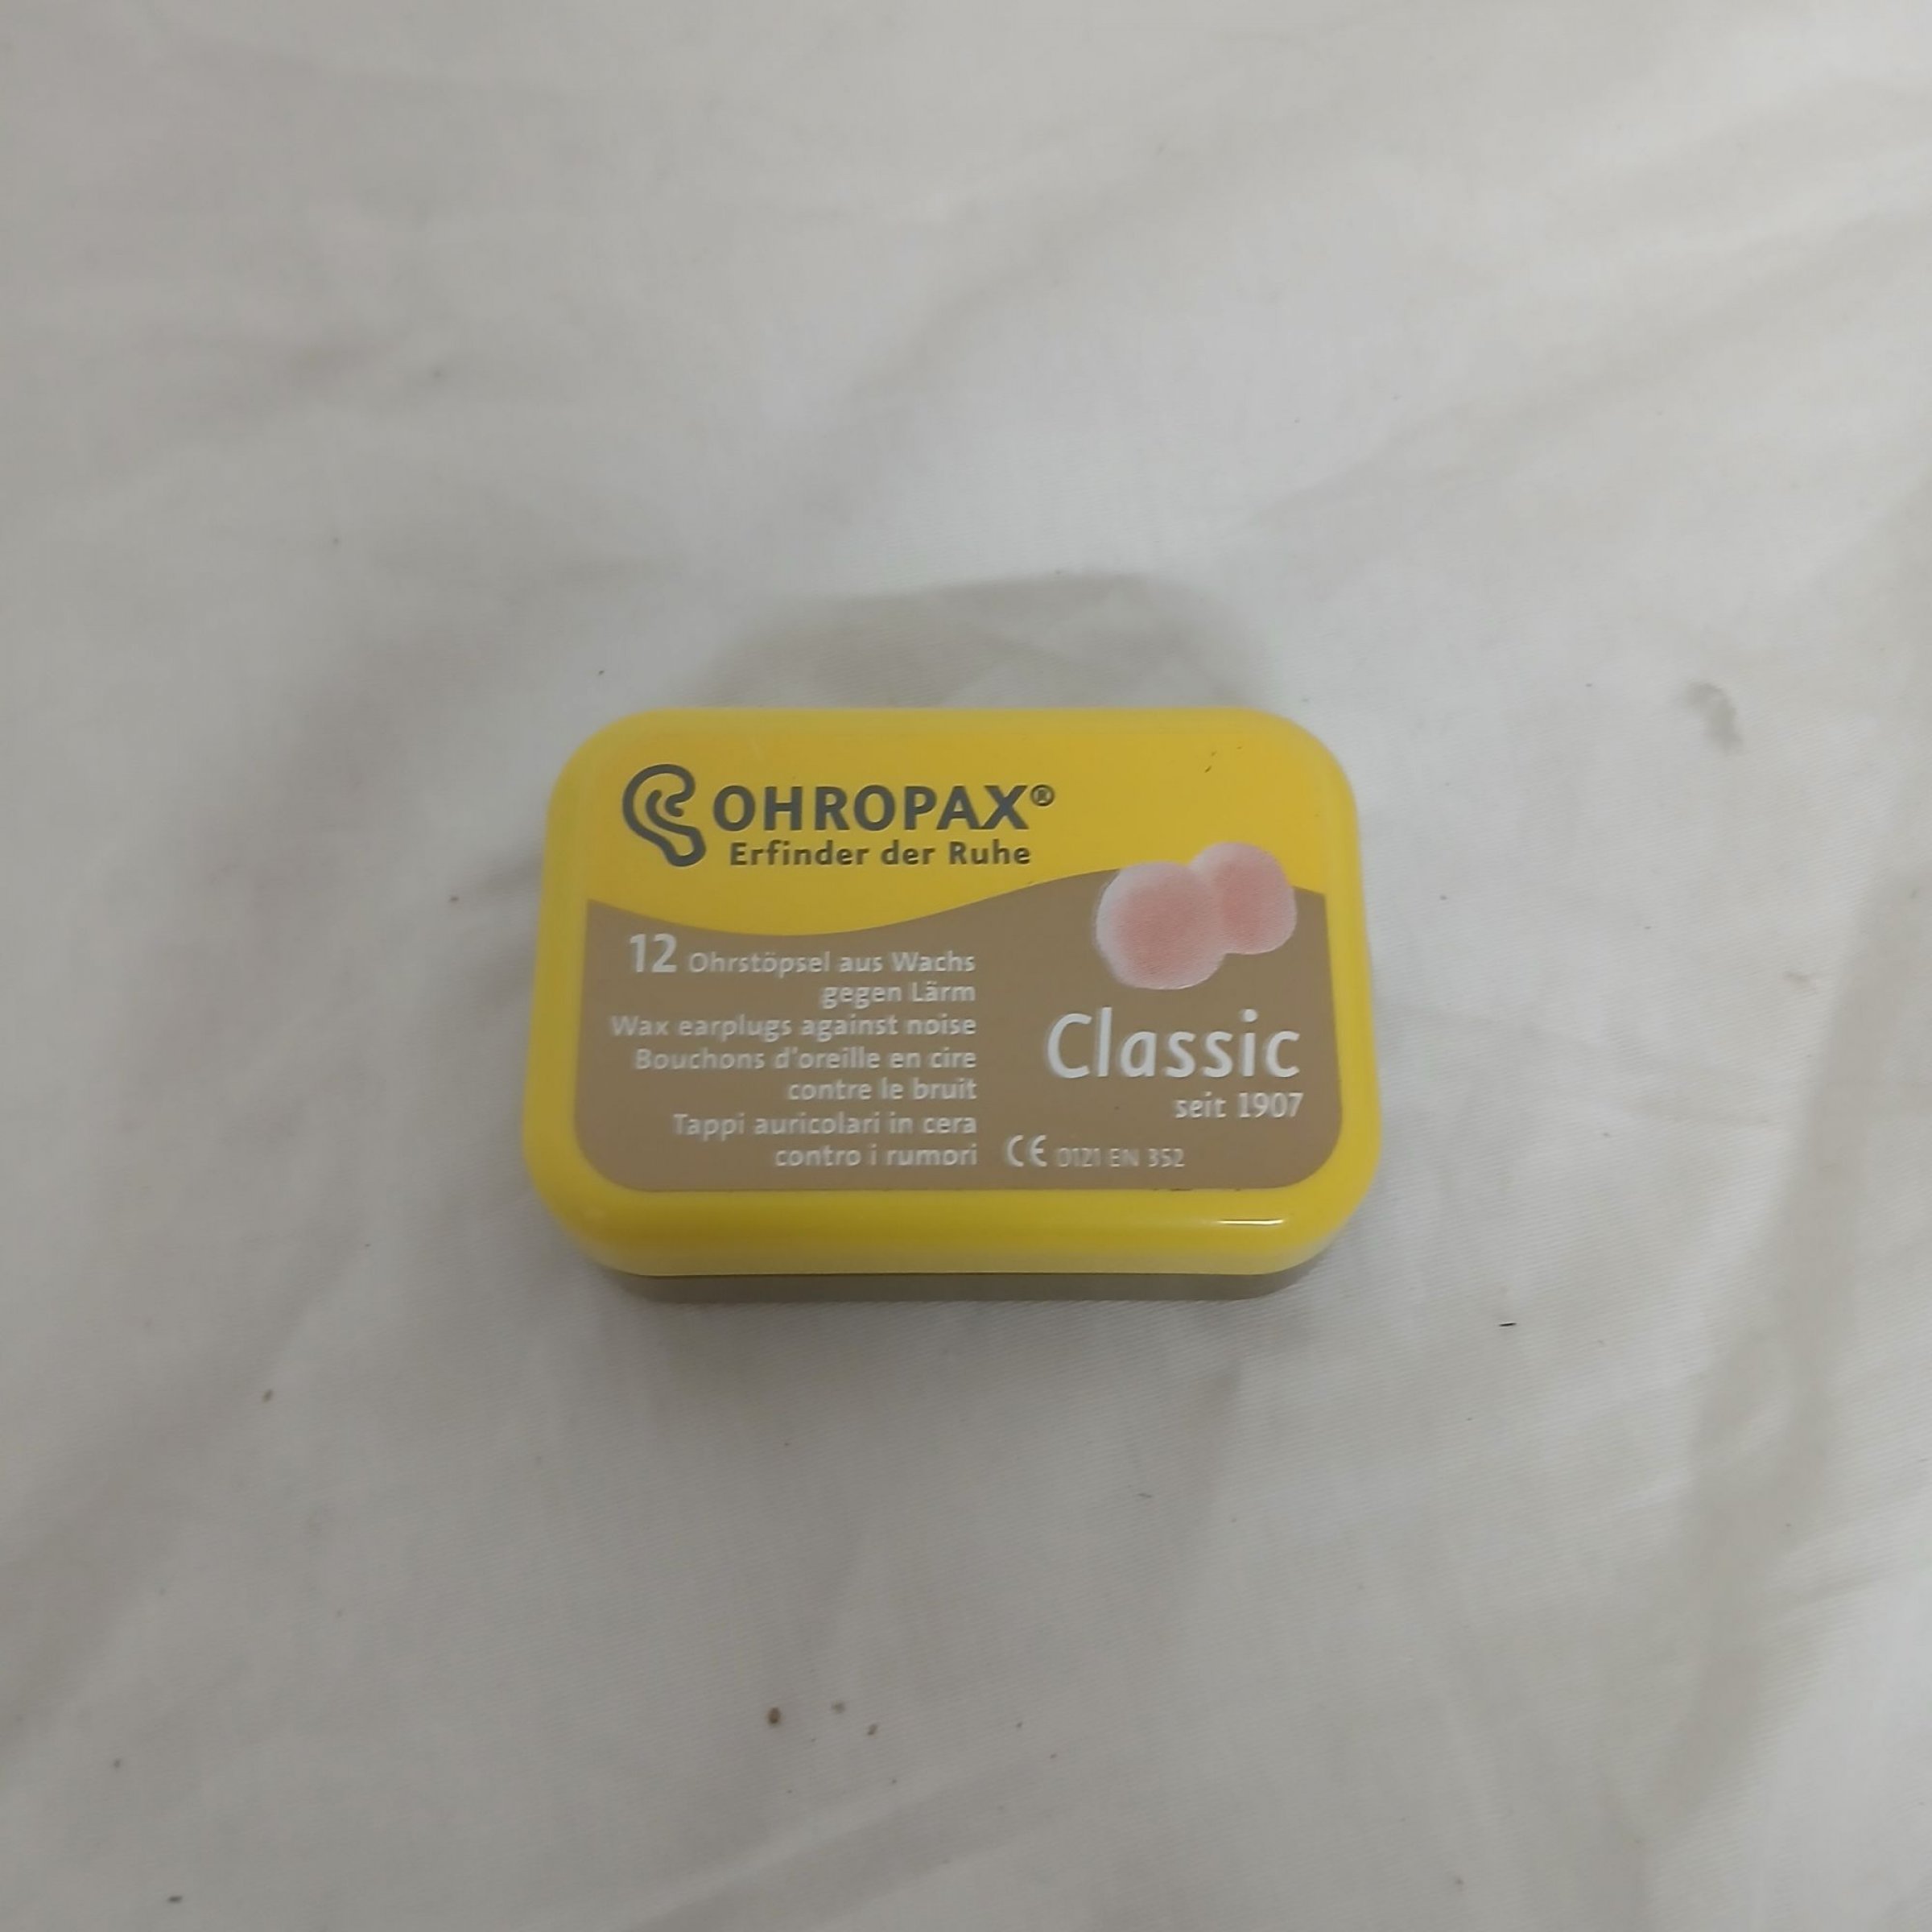 OHROPAX®
Erfinder der Ruhe
12 Ohrstöpsel aus Wachs
gegen Lärm
Wax earplugs against noise
Bouchons d'oreille en cire
contre le bruit
Tappi auricolari in cera
contro i rumori
Classic
seit 1907
CE 0121 EN 352